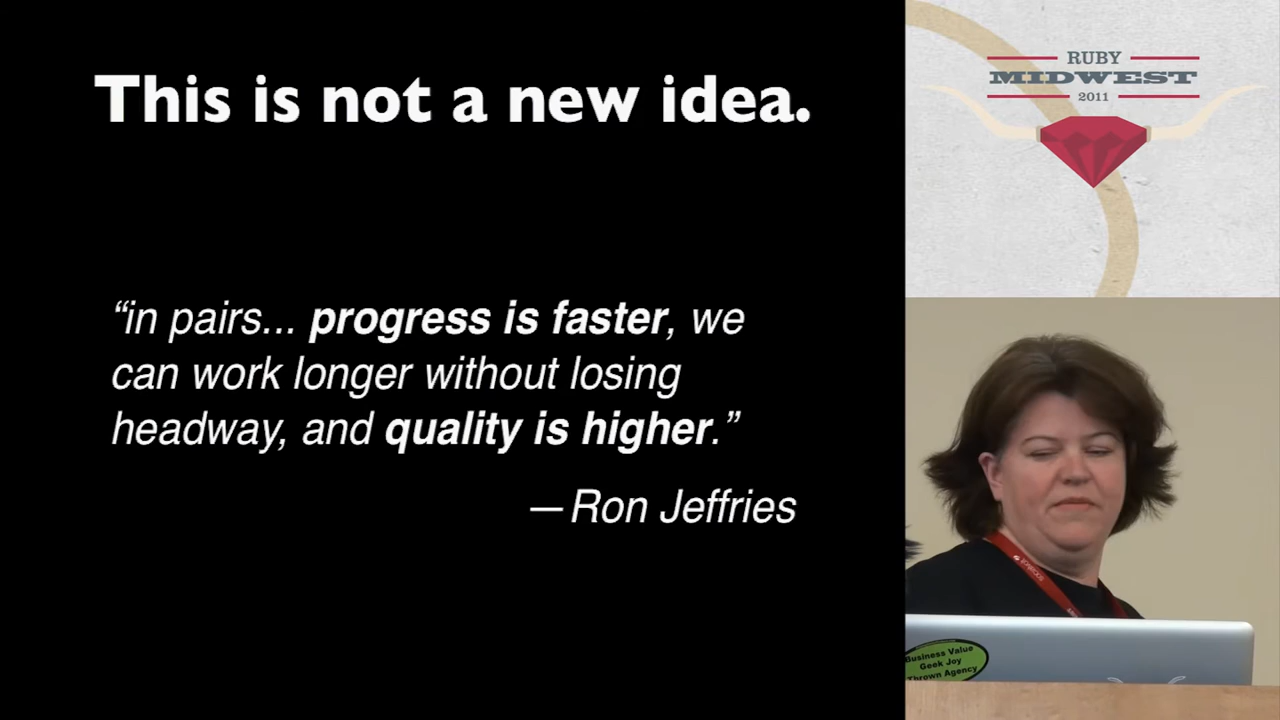 This is not a new idea.
“in pairs... progress is faster, we
can work longer without losing
headway, and quality is higher.”
—Ron Jeffries
RUBY
MIDWEST
2011
Business Value
Geek Joy
Thrown Agency